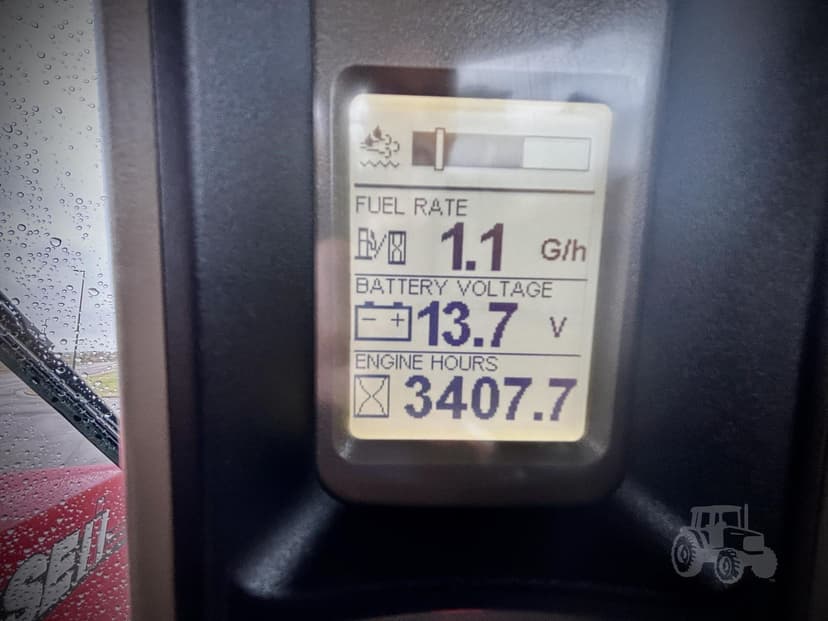 FUEL RATE
1.1 G/h
BATTERY VOLTAGE
13.7 V
ENGINE HOURS
3407.7